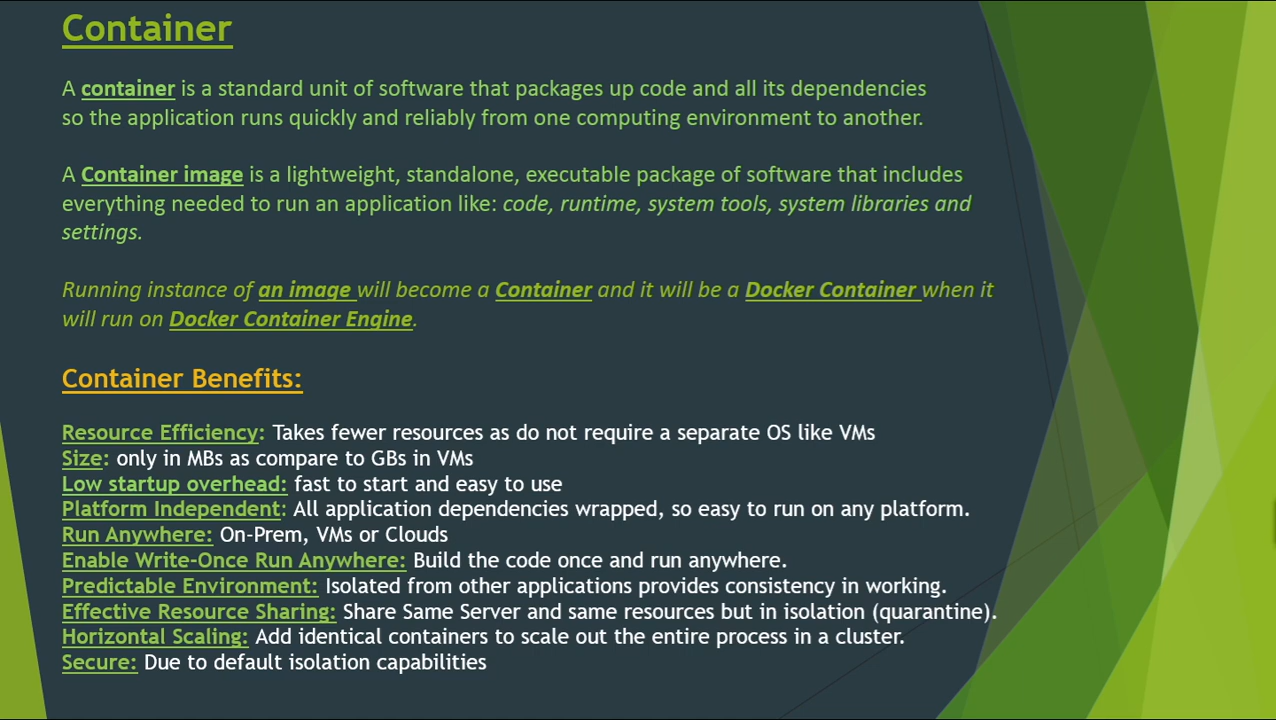 Container
A container is a standard unit of software that packages up code and all its dependencies
so the application runs quickly and reliably from one computing environment to another.
A Container image is a lightweight, standalone, executable package of software that includes
everything needed to run an application like: code, runtime, system tools, system libraries and
settings.
Running instance of an image will become a Container and it will be a Docker Container when it
will run on Docker Container Engine.
Container Benefits:
Resource Efficiency: Takes fewer resources as do not require a separate OS like VMs
Size: only in MBs as compare to GBs in VMs
Low startup overhead: fast to start and easy to use
Platform Independent: All application dependencies wrapped, so easy to run on any platform.
Run Anywhere: On-Prem, VMs or Clouds
Enable Write-Once Run Anywhere: Build the code once and run anywhere.
Predictable Environment: Isolated from other applications provides consistency in working.
Effective Resource Sharing: Share Same Server and same resources but in isolation (quarantine).
Horizontal Scaling: Add identical containers to scale out the entire process in a cluster.
Secure: Due to default isolation capabilities